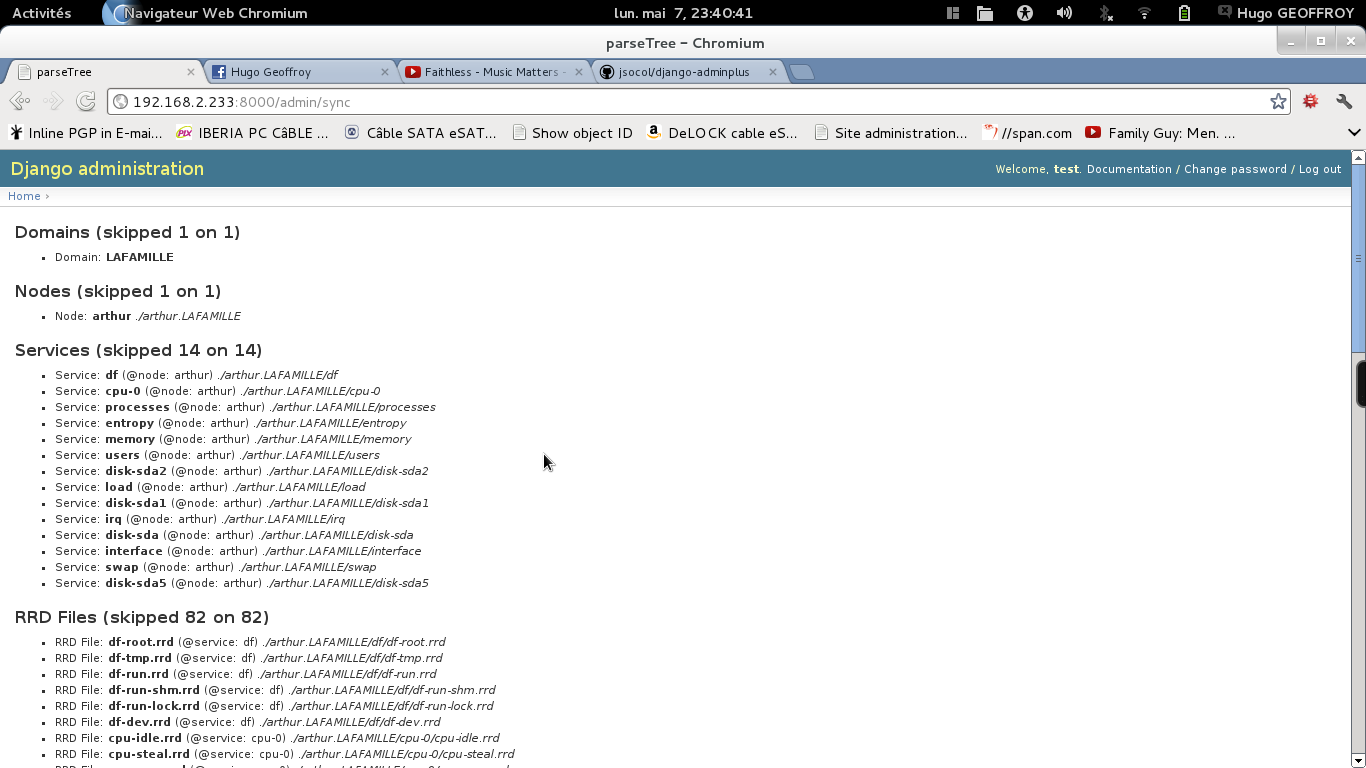 Activités Navigateur Web Chromium lun. mai 7, 23:40:41 Hugo GEOFFROY
parseTree - Chromium
parseTree Hugo Geoffroy Faithless - Music Matters - jsocol/django-adminplus
192.168.2.233:8000/admin/sync
Inline PGP in E-mai... IBERIA PC CâBLE ... Câble SATA eSAT... Show object ID DeLOCK cable eS... Site administration... //span.com Family Guy: Men. ...
Django administration Welcome, test. Documentation / Change password / Log out
Home ›
Domains (skipped 1 on 1)
Domain: LAFAMILLE
Nodes (skipped 1 on 1)
Node: arthur ./arthur.LAFAMILLE
Services (skipped 14 on 14)
Service: df (@node: arthur) ./arthur.LAFAMILLE/df
Service: cpu-0 (@node: arthur) ./arthur.LAFAMILLE/cpu-0
Service: processes (@node: arthur) ./arthur.LAFAMILLE/processes
Service: entropy (@node: arthur) ./arthur.LAFAMILLE/entropy
Service: memory (@node: arthur) ./arthur.LAFAMILLE/memory
Service: users (@node: arthur) ./arthur.LAFAMILLE/users
Service: disk-sda2 (@node: arthur) ./arthur.LAFAMILLE/disk-sda2
Service: load (@node: arthur) ./arthur.LAFAMILLE/load
Service: disk-sda1 (@node: arthur) ./arthur.LAFAMILLE/disk-sda1
Service: irq (@node: arthur) ./arthur.LAFAMILLE/irq
Service: disk-sda (@node: arthur) ./arthur.LAFAMILLE/disk-sda
Service: interface (@node: arthur) ./arthur.LAFAMILLE/interface
Service: swap (@node: arthur) ./arthur.LAFAMILLE/swap
Service: disk-sda5 (@node: arthur) ./arthur.LAFAMILLE/disk-sda5
RRD Files (skipped 82 on 82)
RRD File: df-root.rrd (@service: df) ./arthur.LAFAMILLE/df/df-root.rrd
RRD File: df-tmp.rrd (@service: df) ./arthur.LAFAMILLE/df/df-tmp.rrd
RRD File: df-run.rrd (@service: df) ./arthur.LAFAMILLE/df/df-run.rrd
RRD File: df-run-shm.rrd (@service: df) ./arthur.LAFAMILLE/df/df-run-shm.rrd
RRD File: df-run-lock.rrd (@service: df) ./arthur.LAFAMILLE/df/df-run-lock.rrd
RRD File: df-dev.rrd (@service: df) ./arthur.LAFAMILLE/df/df-dev.rrd
RRD File: cpu-idle.rrd (@service: cpu-0) ./arthur.LAFAMILLE/cpu-0/cpu-idle.rrd
RRD File: cpu-steal.rrd (@service: cpu-0) ./arthur.LAFAMILLE/cpu-0/cpu-steal.rrd